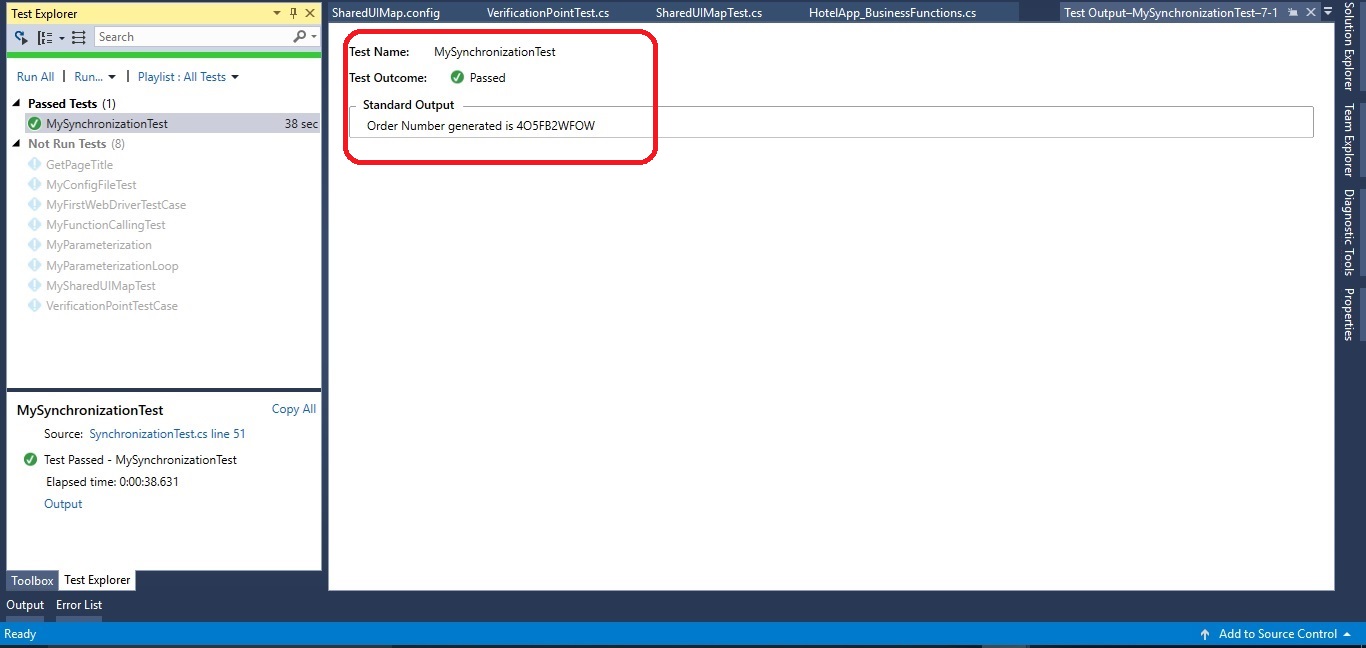 Test Explorer
Search
Run All | Run... | Playlist : All Tests
Passed Tests (1)
MySynchronizationTest 38 sec
Not Run Tests (8)
GetPageTitle
MyConfigFileTest
MyFirstWebDriverTestCase
MyFunctionCallingTest
MyParameterization
MyParameterizationLoop
MySharedUIMapTest
VerificationPointTestCase
MySynchronizationTest Copy All
Source: SynchronizationTest.cs line 51
Test Passed - MySynchronizationTest
Elapsed time: 0:00:38.631
Output
Toolbox Test Explorer
Output Error List
Ready
SharedUIMap.config VerificationPointTest.cs SharedUIMapTest.cs HotelApp_BusinessFunctions.cs Test Output–MySynchronizationTest–7-1
Test Name: MySynchronizationTest
Test Outcome: Passed
Standard Output
Order Number generated is 4O5FB2WFOW
Solution Explorer
Team Explorer
Diagnostic Tools
Properties
Add to Source Control